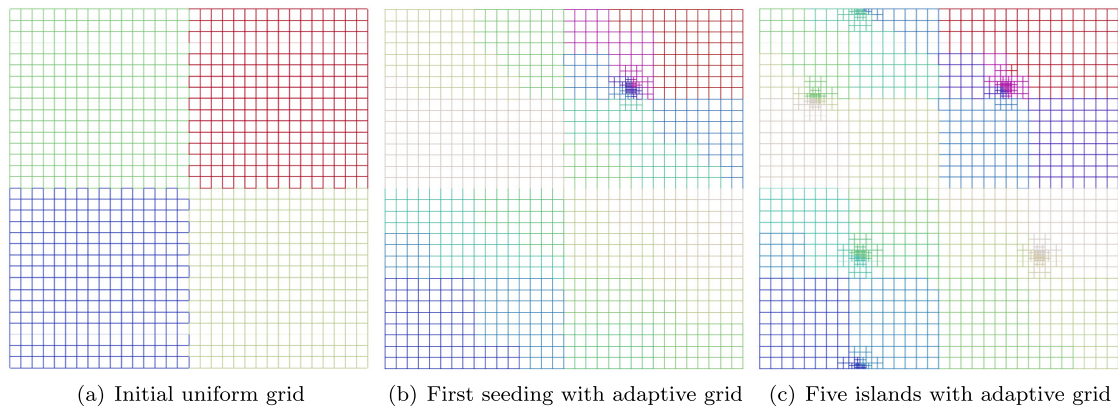 (a) Initial uniform grid
(b) First seeding with adaptive grid
(c) Five islands with adaptive grid